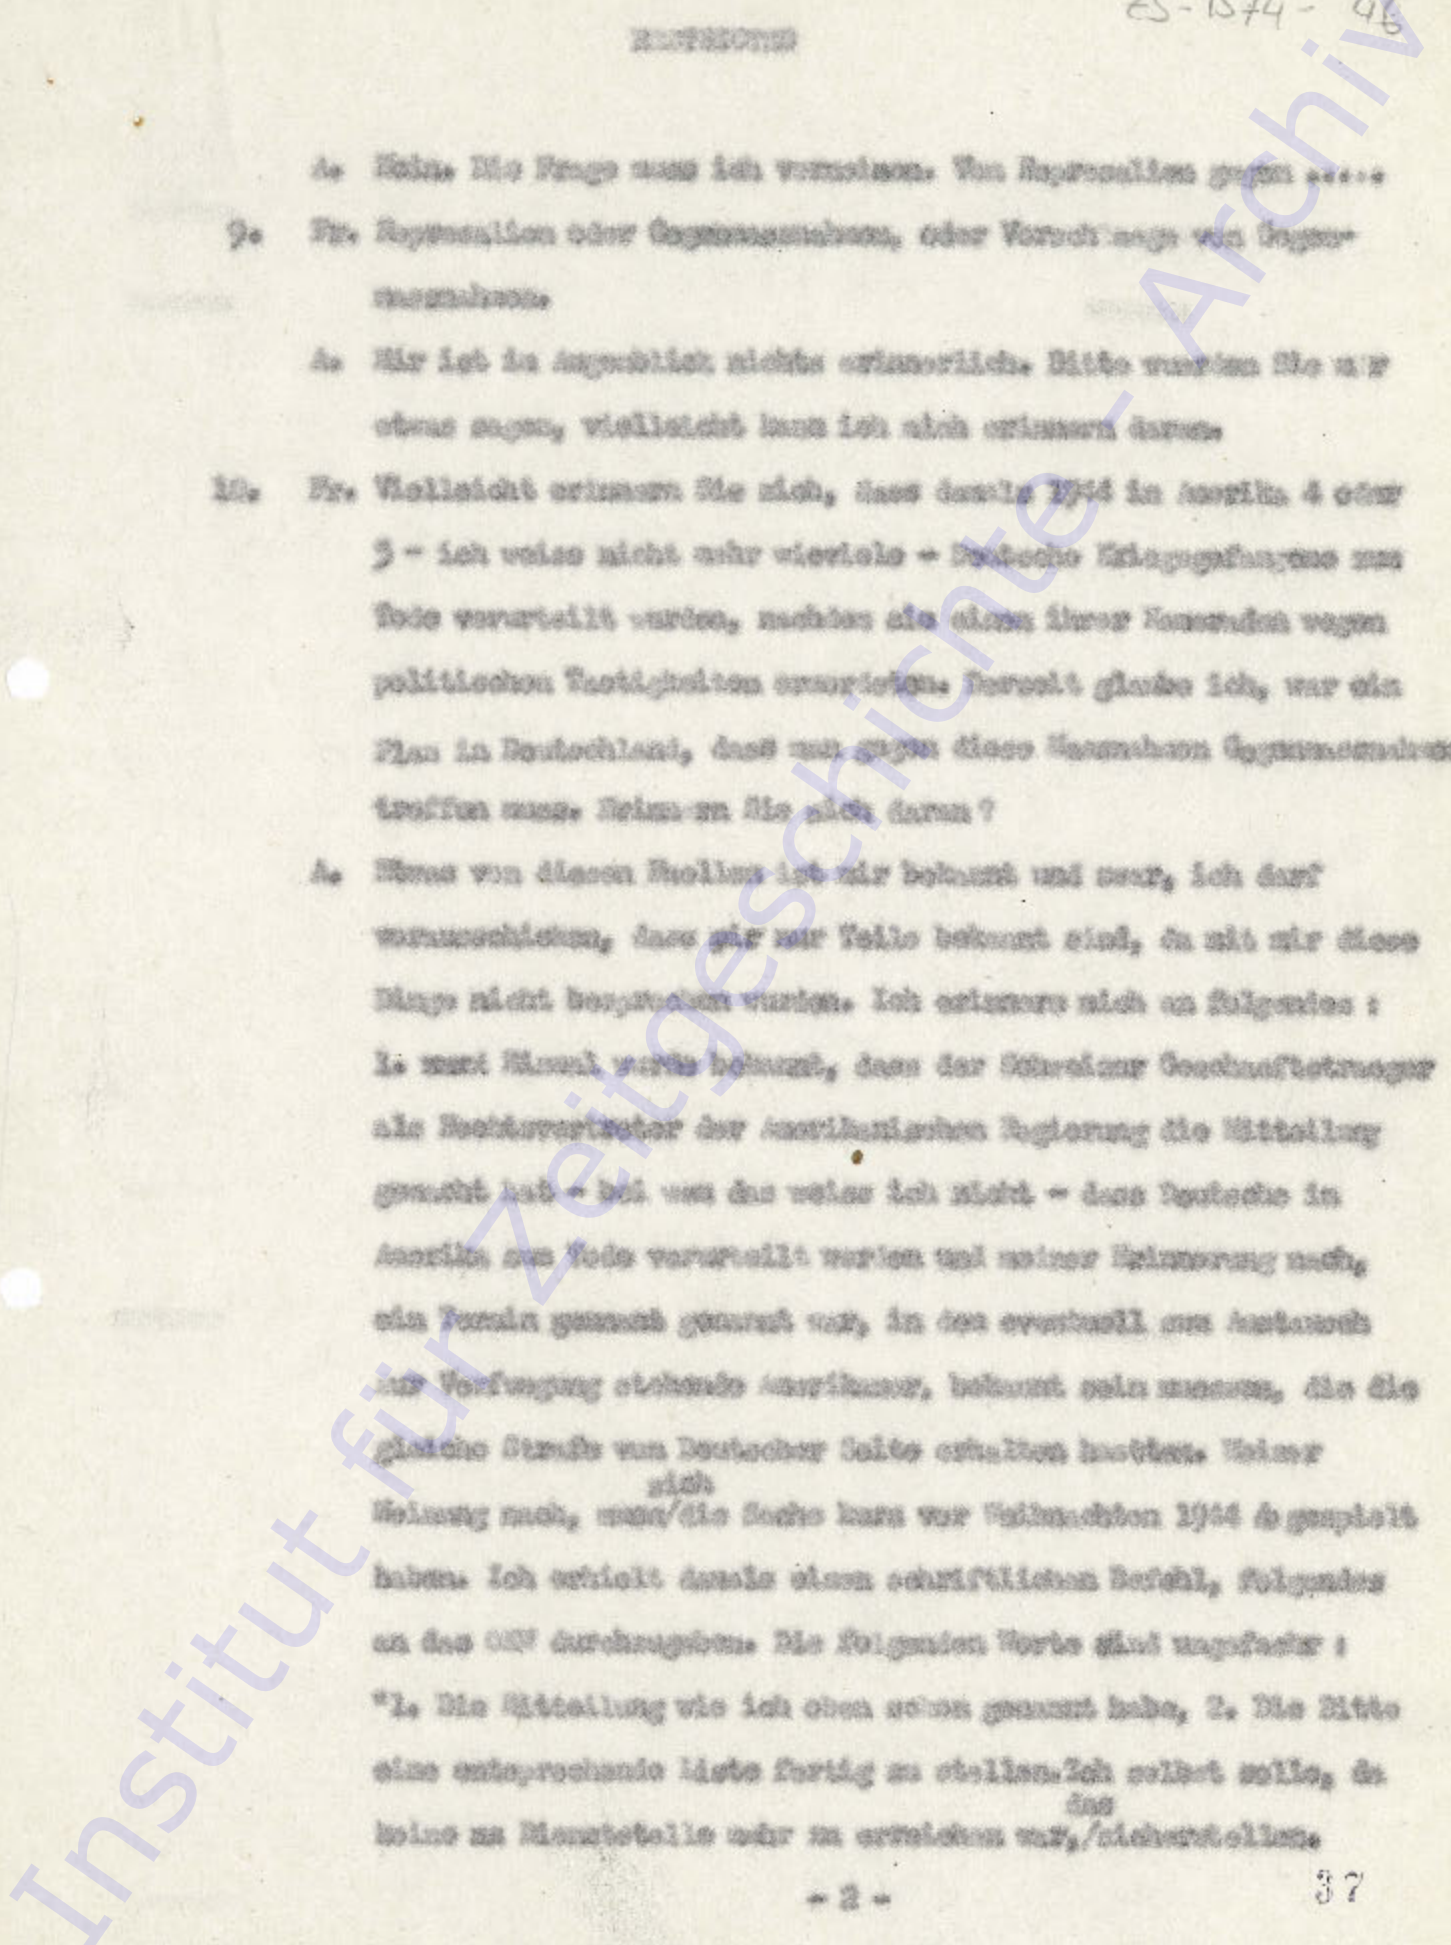 ZS-1574- 46
RESTRICTED
A. Nein. Die Frage muss ich verneinen. Von Repressalien gegen .....
9. Fr. Repressalien oder Gegenmassnahmen, oder Vorschlaege von Gegen-
massnahmen.
A. Mir ist im Augenblick nichts erinnerlich. Bitte wuerden Sie mir
etwas sagen, vielleicht kann ich mich erinnern daran.
10. Fr. Vielleicht erinnern Sie sich, dass damals 1944 in Amerika 4 oder
5 - ich weiss nicht mehr wieviele - Deutsche Kriegsgefangene zum
Tode verurteilt wurden, nachdem sie einen ihrer Kameraden wegen
politischen Taetigkeiten ermordeten. Derzeit glaube ich, war ein
Plan in Deutschland, dass man gegen diese Massnahmen Gegenmassnahmen
treffen muss. Erinnern Sie sich daran?
A. Etwas von diesen Faellen ist mir bekannt und zwar, ich darf
vorausschicken, dass mir nur Teile bekannt sind, da mit mir diese
Dinge nicht besprochen wurden. Ich erinnere mich an folgendes :
1. Einmal wurde bekannt, dass der Schweizer Geschaeftstraeger
als Rechtsvertreter der Amerikanischen Regierung die Mitteilung
gemacht hat - bei wem das weiss ich nicht - dass Deutsche in
Amerika zum Tode verurteilt werden und meiner Erinnerung nach,
ein Termin genannt genannt war, in dem eventuell zum Austausch
zur Verfuegung stehende Amerikaner, bekannt sein muessen, die die
gleiche Strafe von Deutscher Seite erhalten haetten. Meiner
sich
Meinung nach, muss/die Sache kurz vor Weihnachten 1944 abgespielt
haben. Ich erhielt damals einen schriftlichen Befehl, folgendes
an das OKW durchzugeben. Die folgenden Worte sind ungefaehr :
"1. Die Mitteilung wie ich oben schon genannt habe, 2. Die Bitte
eine entsprechende Liste fertig zu stellen.Ich selbst solle, da
das
keine Dienststelle mehr zu erreichen war,/sicherstellen.
- 2 -
37
Institut für Zeitgeschichte - Archiv